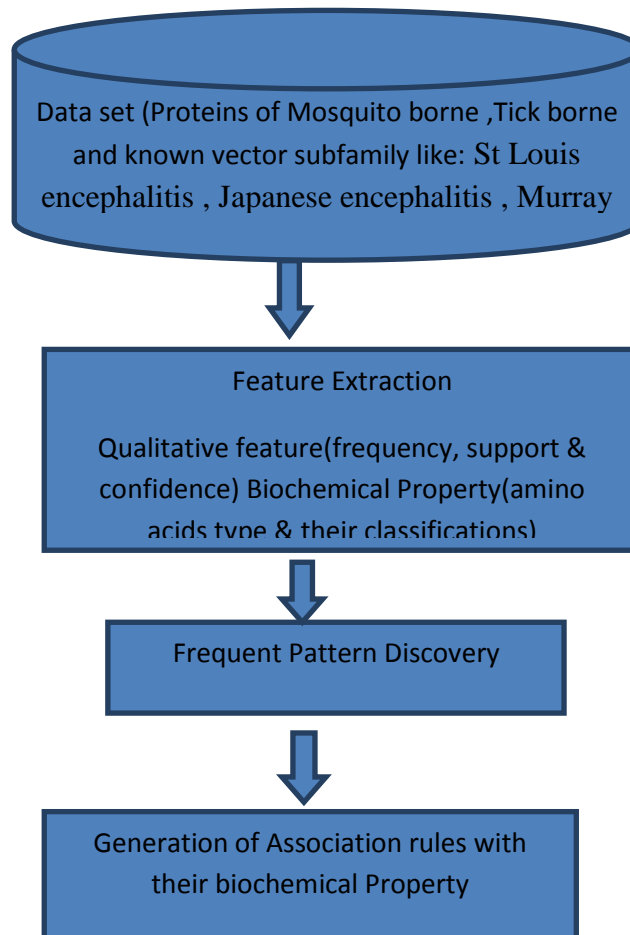 Data set (Proteins of Mosquito borne ,Tick borne
and known vector subfamily like: St Louis
encephalitis , Japanese encephalitis , Murray
Feature Extraction
Qualitative feature(frequency, support &
confidence) Biochemical Property(amino
acids type & their classifications)
Frequent Pattern Discovery
Generation of Association rules with
their biochemical Property